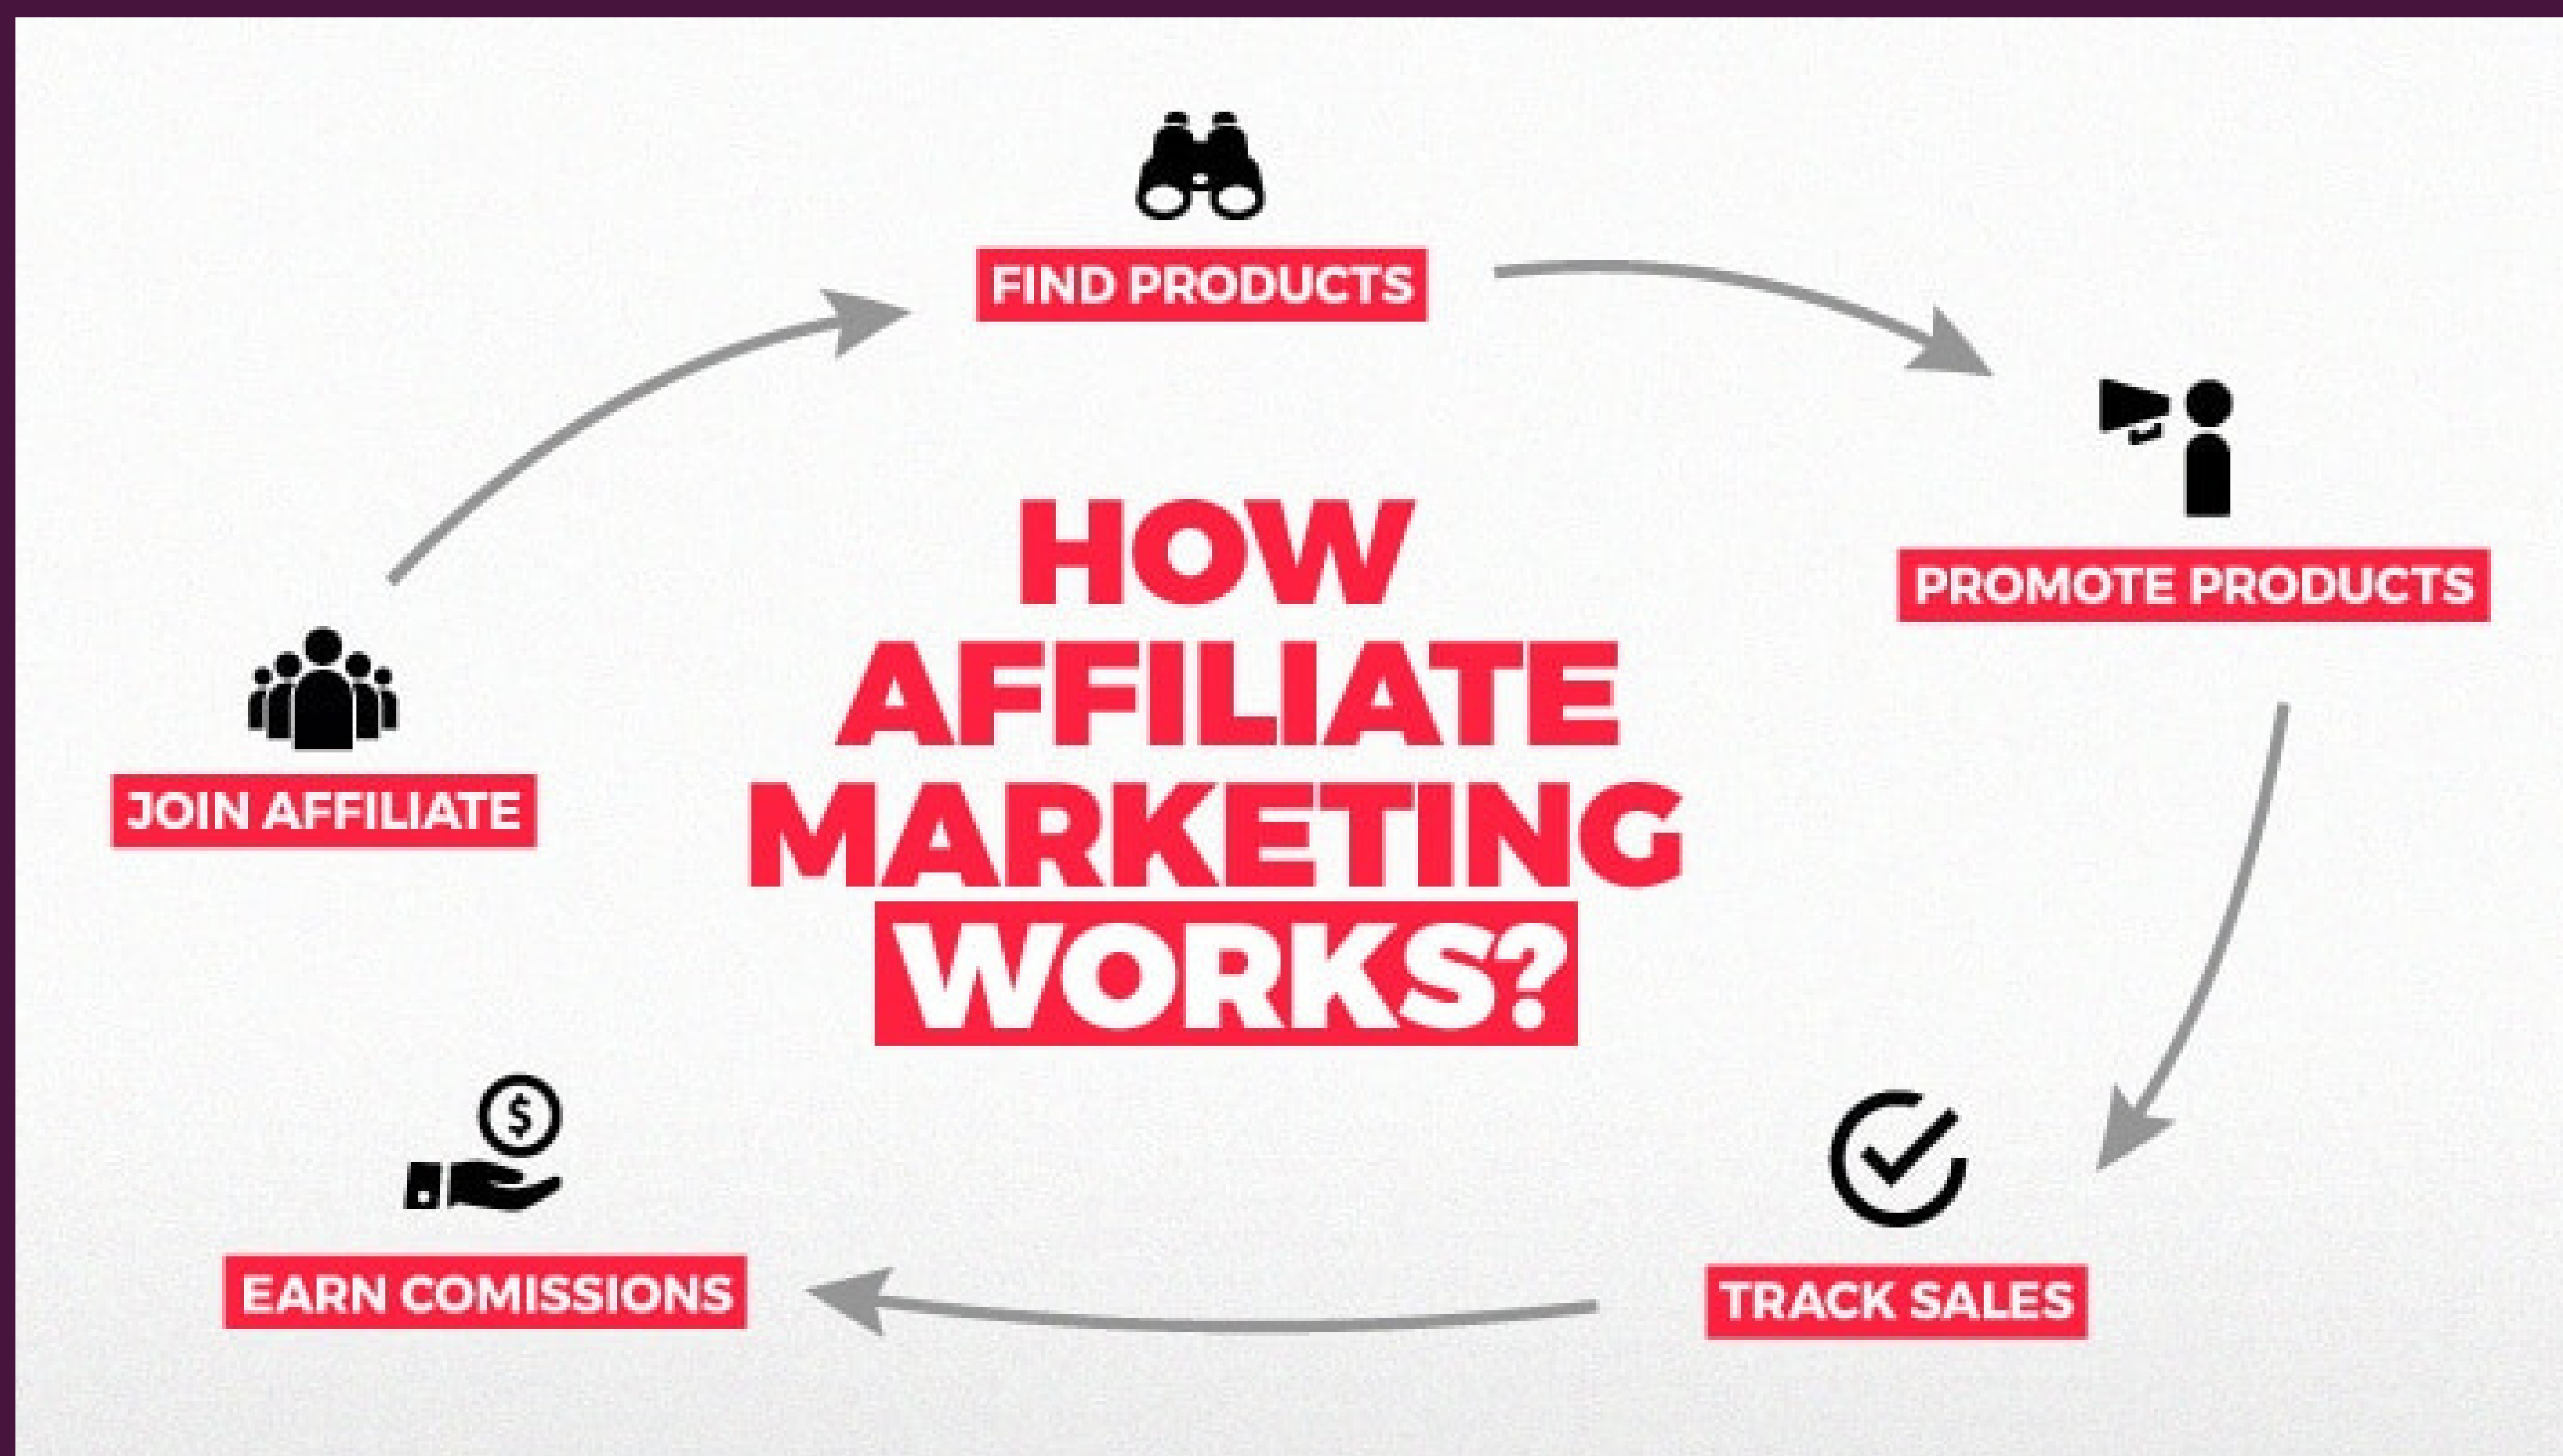 FIND PRODUCTS
PROMOTE PRODUCTS
JOIN AFFILIATE
HOW
AFFILIATE
MARKETING
WORKS?
$
EARN COMISSIONS
TRACK SALES